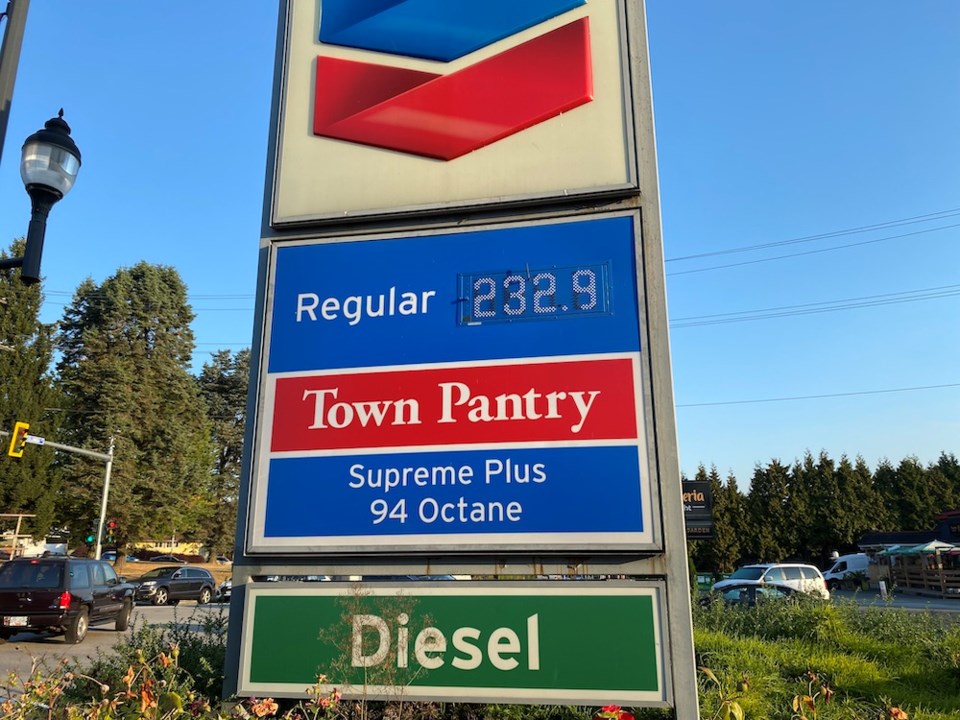 Regular 232.9
Town Pantry
Supreme Plus
94 Octane
Diesel